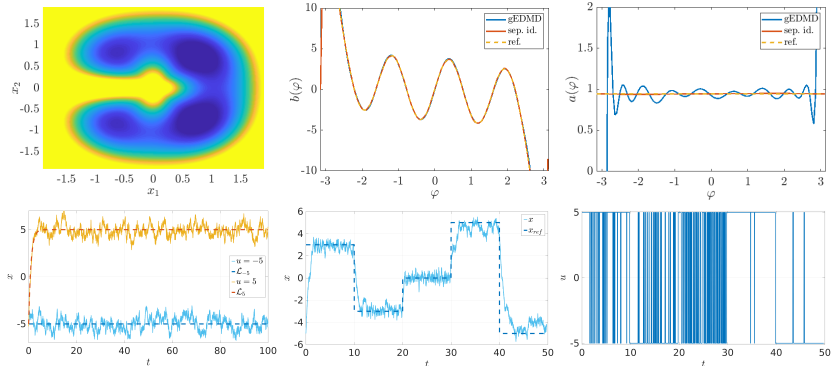 x₂
1.5
1
0.5
0
-0.5
-1
-1.5
-1.5 -1 -0.5 0 0.5 1 1.5
x₁
b(φ)
10
5
0
-5
-10
gEDMD
sep. id.
ref.
-3 -2 -1 0 1 2 3
φ
a(φ)
2
1.5
1
0.5
0
gEDMD
sep. id.
ref.
-3 -2 -1 0 1 2 3
φ
x
5
0
-5
u = -5
ℒ₋₅
u = 5
ℒ₅
0 20 40 60 80 100
t
x
6
4
2
0
-2
-4
-6
x
x_ref
0 10 20 30 40 50
t
u
5
0
-5
0 10 20 30 40 50
t